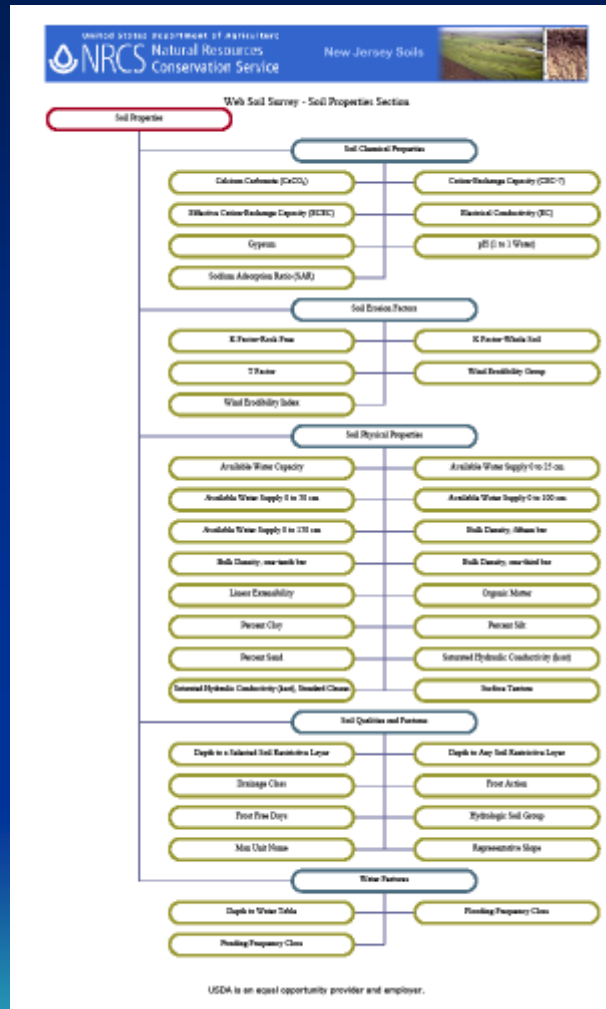 United States Department of Agriculture
NRCS Natural Resources Conservation Service
New Jersey Soils
Web Soil Survey - Soil Properties Section
Soil Properties
Soil Chemical Properties
Calcium Carbonate (CaCO₃)
Cation-Exchange Capacity (CEC-7)
Effective Cation-Exchange Capacity (ECEC)
Electrical Conductivity (EC)
Gypsum
pH (1 to 1 Water)
Sodium Adsorption Ratio (SAR)
Soil Erosion Factors
K Factor-Rock Free
K Factor-Whole Soil
T Factor
Wind Erodibility Group
Wind Erodibility Index
Soil Physical Properties
Available Water Capacity
Available Water Supply 0 to 25 cm
Available Water Supply 0 to 50 cm
Available Water Supply 0 to 100 cm
Available Water Supply 0 to 150 cm
Bulk Density, fifteen bar
Bulk Density, one-tenth bar
Bulk Density, one-third bar
Linear Extensibility
Organic Matter
Percent Clay
Percent Silt
Percent Sand
Saturated Hydraulic Conductivity (ksat)
Saturated Hydraulic Conductivity (ksat), Standard Classes
Surface Texture
Soil Qualities and Features
Depth to a Selected Soil Restrictive Layer
Depth to Any Soil Restrictive Layer
Drainage Class
Frost Action
Frost Free Days
Hydrologic Soil Group
Map Unit Name
Representative Slope
Water Features
Depth to Water Table
Flooding Frequency Class
Ponding Frequency Class
USDA is an equal opportunity provider and employer.